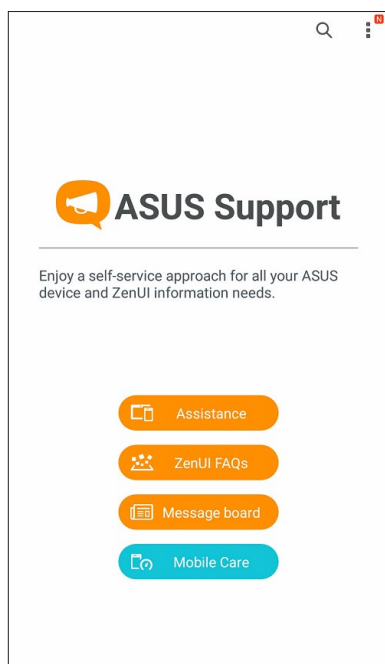 N
ASUS Support
Enjoy a self-service approach for all your ASUS
device and ZenUI information needs.
Assistance
ZenUI FAQs
Message board
Mobile Care